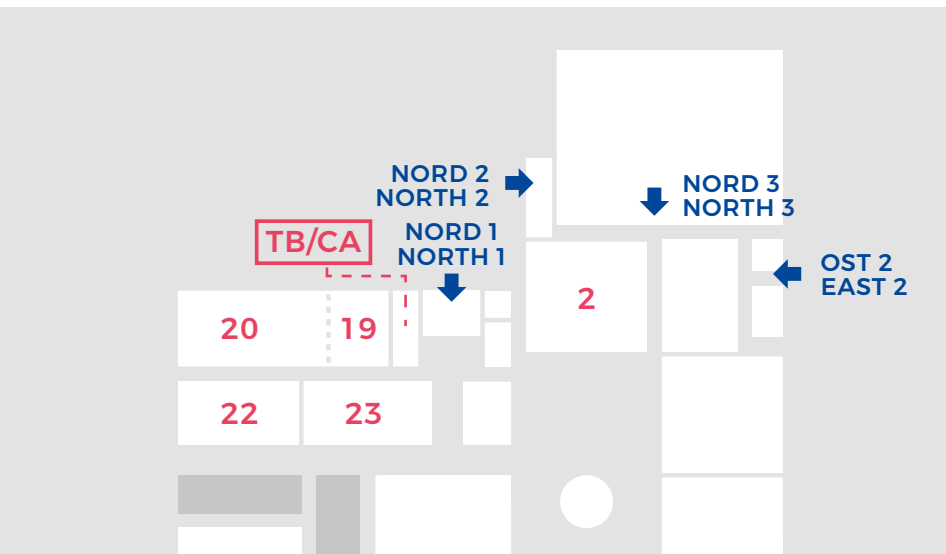 NORD 2
NORTH 2
NORD 3
NORTH 3
TB/CA
NORD 1
NORTH 1
OST 2
EAST 2
2
20
19
22
23